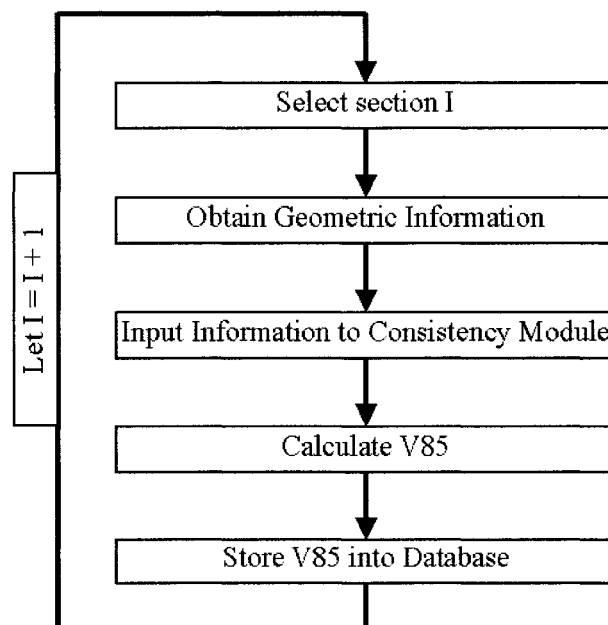 Select section I
Obtain Geometric Information
Input Information to Consistency Module
Let I = I + 1
Calculate V85
Store V85 into Database